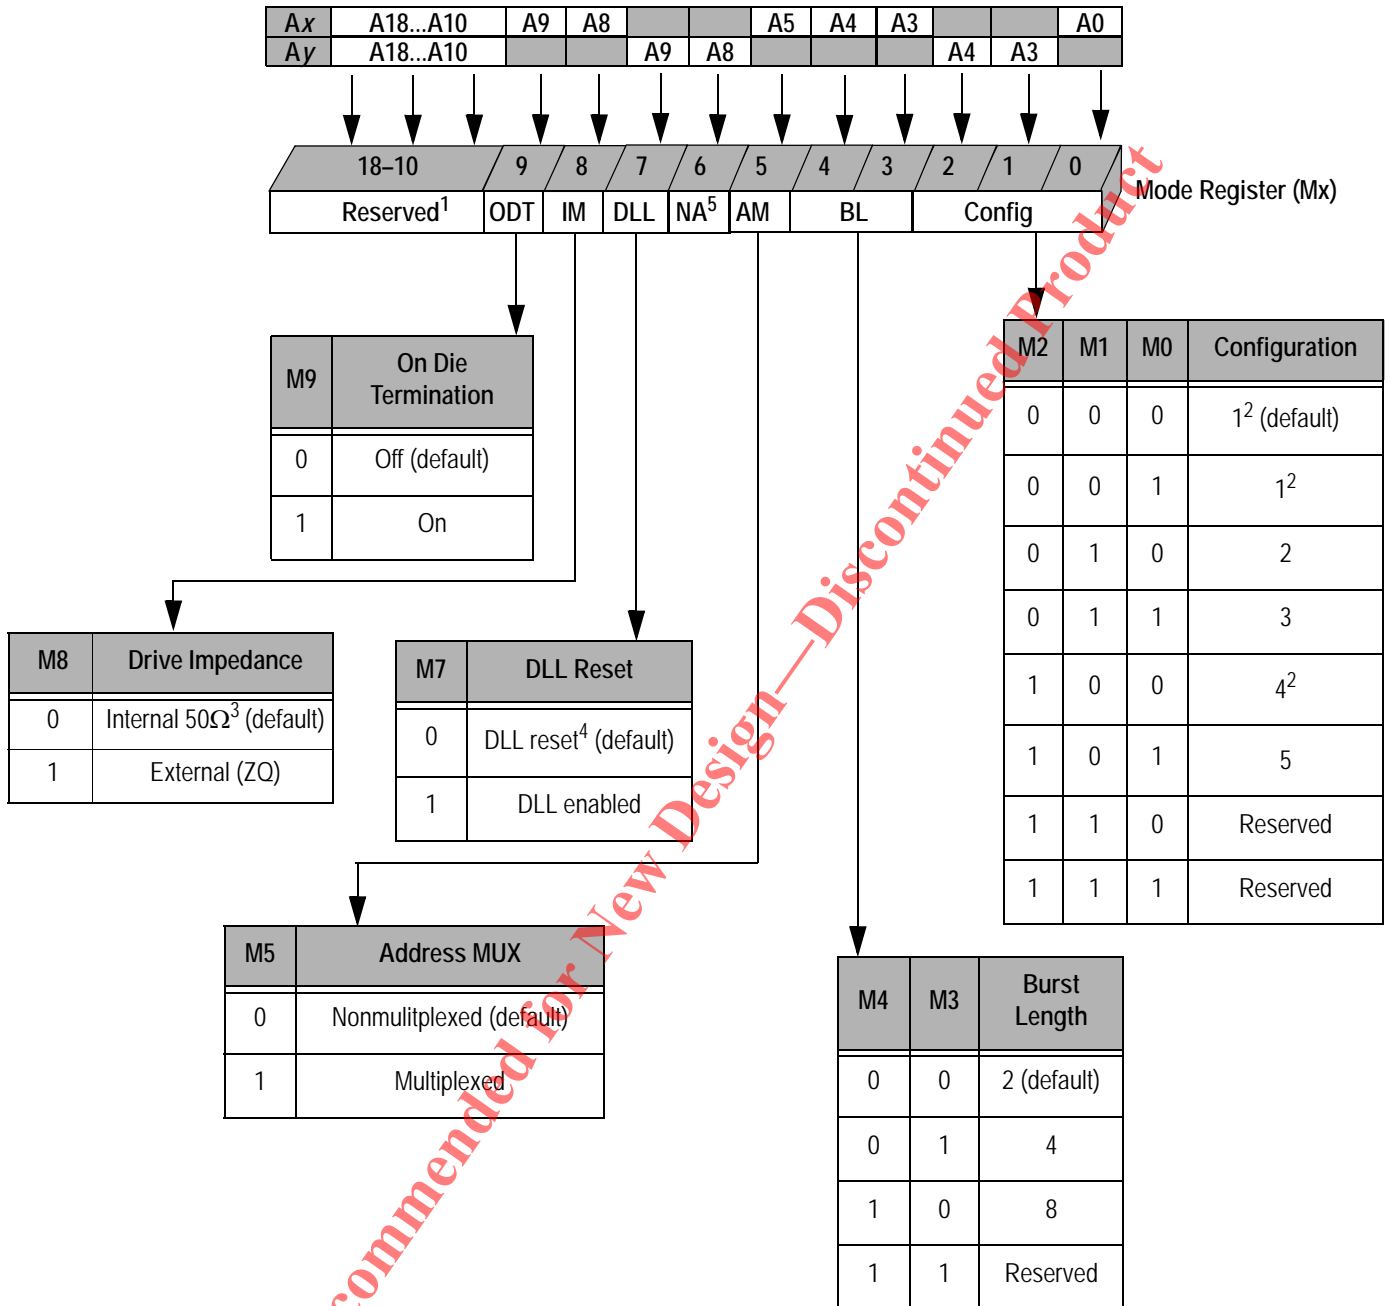 Ax A18...A10 A9 A8 A5 A4 A3 A0
Ay A18...A10 A9 A8 A4 A3
18–10 9 8 7 6 5 4 3 2 1 0
Mode Register (Mx)
Reserved1 ODT IM DLL NA5 AM BL Config
M9 On Die Termination
0 Off (default)
1 On
M2 M1 M0 Configuration
0 0 0 12 (default)
0 0 1 12
0 1 0 2
0 1 1 3
1 0 0 42
1 0 1 5
1 1 0 Reserved
1 1 1 Reserved
M8 Drive Impedance
0 Internal 50Ω3 (default)
1 External (ZQ)
M7 DLL Reset
0 DLL reset4 (default)
1 DLL enabled
M5 Address MUX
0 Nonmulitplexed (default)
1 Multiplexed
M4 M3 Burst Length
0 0 2 (default)
0 1 4
1 0 8
1 1 Reserved
commended for New Design—Discontinued Product